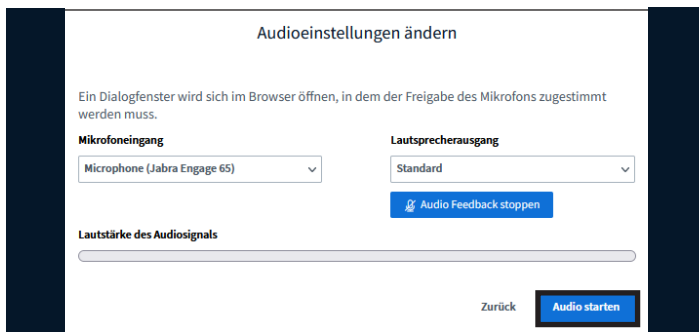 Audioeinstellungen ändern
Ein Dialogfenster wird sich im Browser öffnen, in dem der Freigabe des Mikrofons zugestimmt
werden muss.
Mikrofoneingang
Lautsprecherausgang
Microphone (Jabra Engage 65)
Standard
Audio Feedback stoppen
Lautstärke des Audiosignals
Zurück
Audio starten